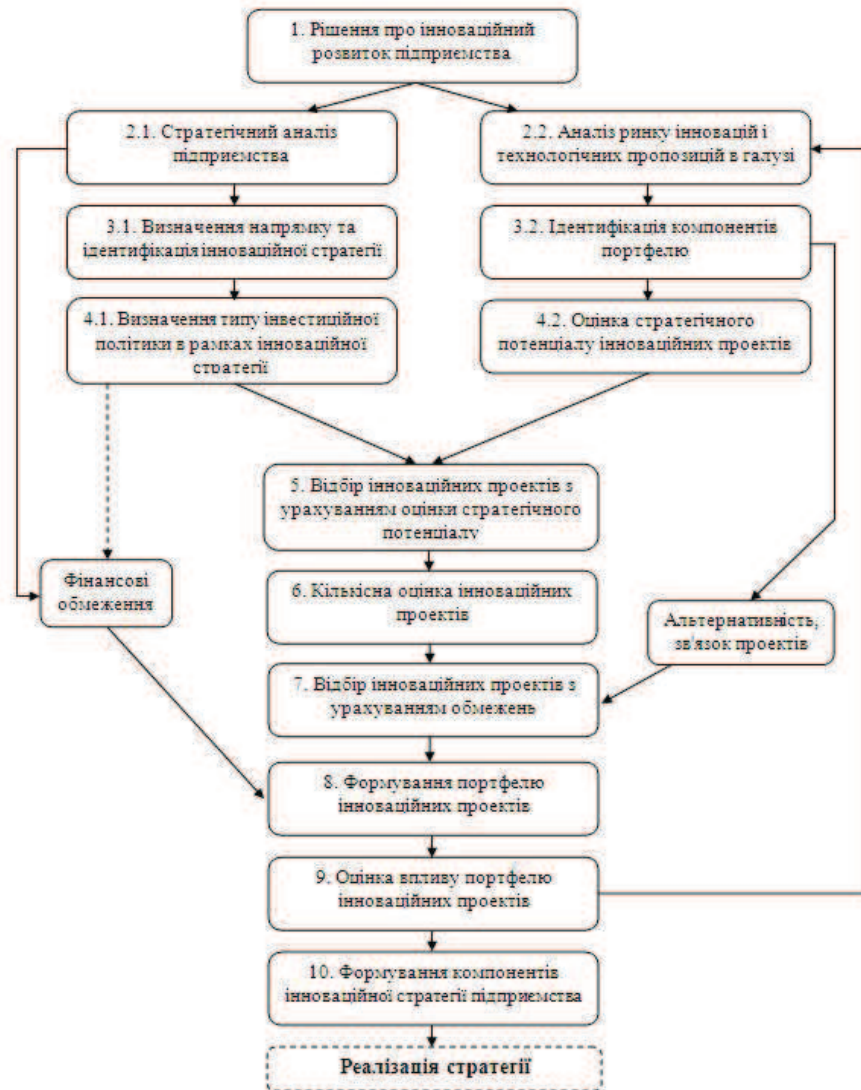 1. Рішення про інноваційний
розвиток підприємства
2.1. Стратегічний аналіз
підприємства
2.2. Аналіз ринку інновацій і
технологічних пропозицій в галузі
3.1. Визначення напрямку та
ідентифікація інноваційної стратегії
3.2. Ідентифікація компонентів
портфелю
4.1. Визначення типу інвестиційної
політики в рамках інноваційної
стратегії
4.2. Оцінка стратегічного
потенціалу інноваційних проектів
5. Відбір інноваційних проектів з
урахуванням оцінки стратегічного
потенціалу
Фінансові
обмеження
6. Кількісна оцінка інноваційних
проектів
Альтернативність,
зв'язок проектів
7. Відбір інноваційних проектів з
урахуванням обмежень
8. Формування портфелю
інноваційних проектів
9. Оцінка впливу портфелю
інноваційних проектів
10. Формування компонентів
інноваційної стратегії підприємства
Реалізація стратегії